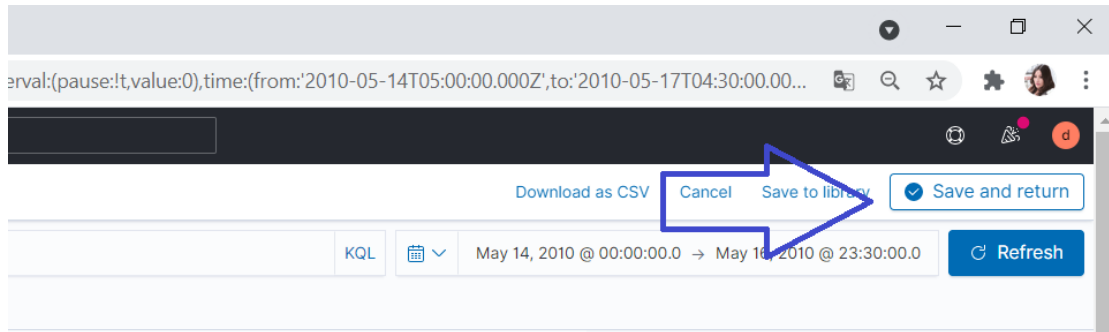 erval:(pause:!t,value:0),time:(from:'2010-05-14T05:00:00.000Z',to:'2010-05-17T04:30:00.00...
d
Download as CSV Cancel Save to library Save and return
KQL May 14, 2010 @ 00:00:00.0 → May 16, 2010 @ 23:30:00.0 Refresh